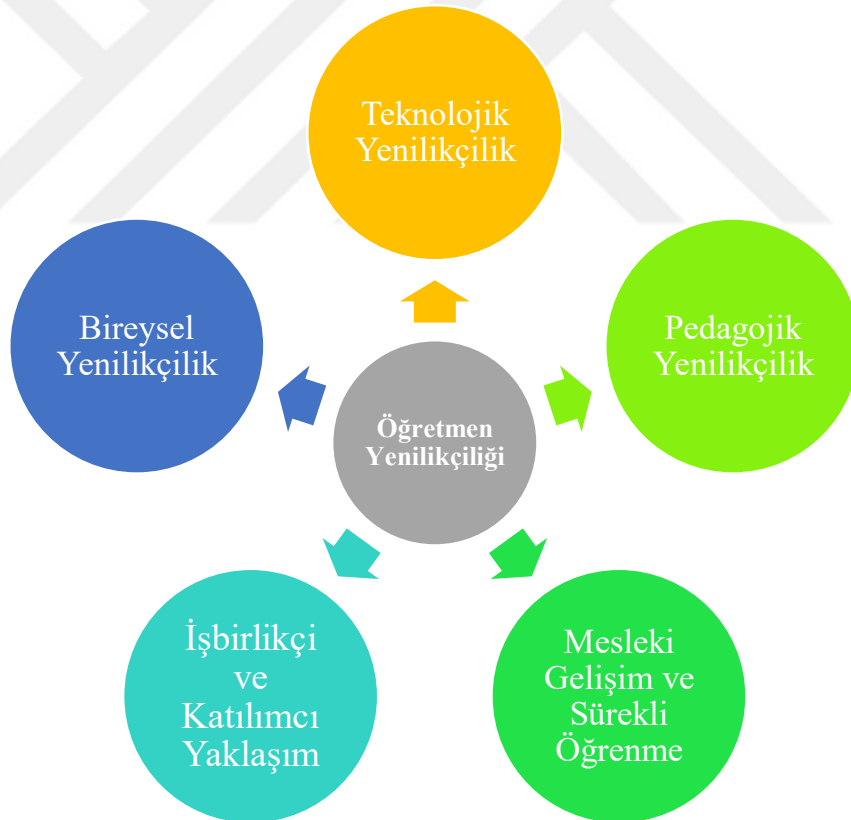 Teknolojik
Yenilikçilik
Bireysel
Yenilikçilik
Pedagojik
Yenilikçilik
Öğretmen
Yenilikçiliği
İşbirlikçi
ve
Katılımcı
Yaklaşım
Mesleki
Gelişim ve
Sürekli
Öğrenme